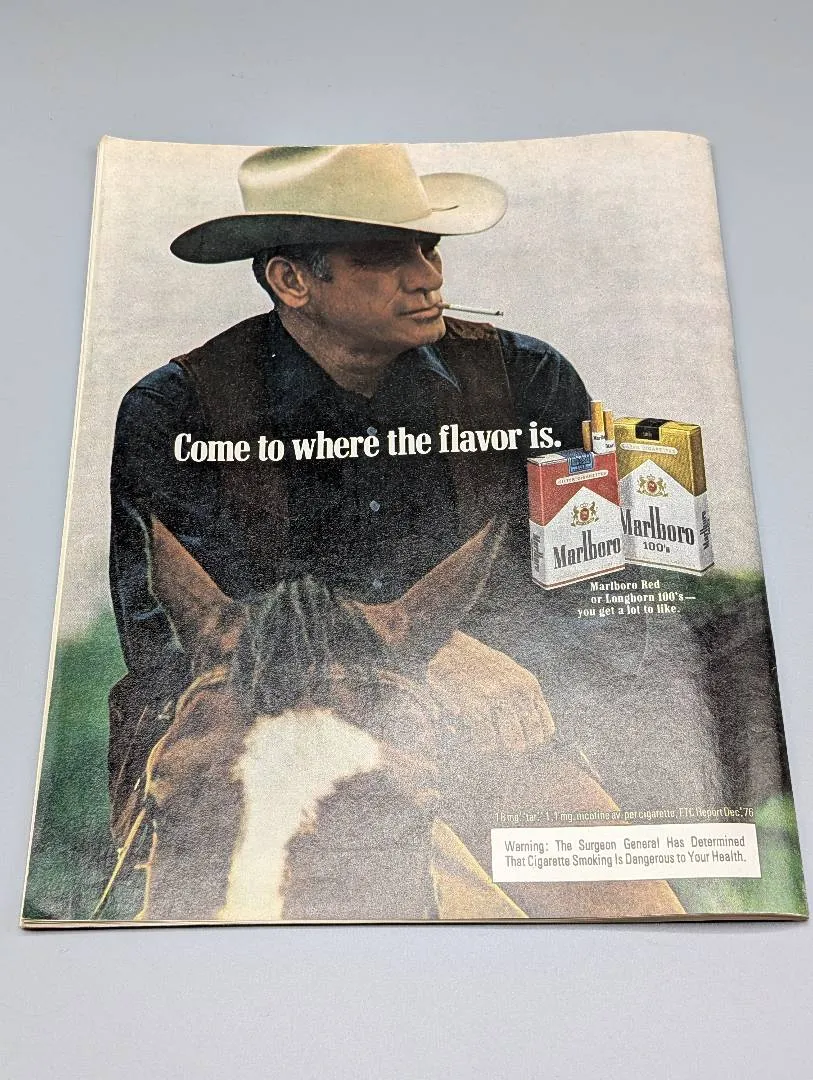 Come to where the flavor is.
Marlboro
Marlboro
100's
Marlboro Red
or Longhorn 100's—
you get a lot to like.
16 mg. "tar," 1.1 mg. nicotine av. per cigarette, FTC Report Dec.'76
Warning: The Surgeon General Has Determined
That Cigarette Smoking Is Dangerous to Your Health.